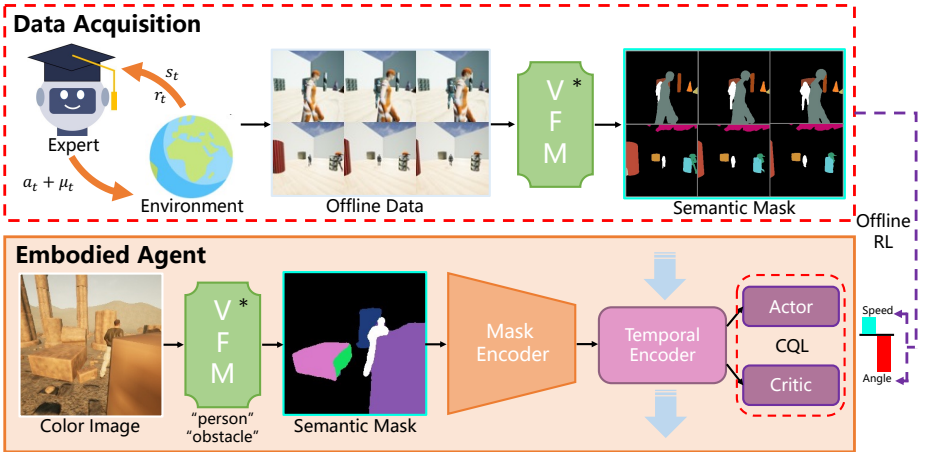 Data Acquisition
s_t
r_t
Expert
a_t + μ_t
Environment
Offline Data
V *
F
M
Semantic Mask
Offline
RL
Embodied Agent
Color Image
V *
F
M
"person"
"obstacle"
Semantic Mask
Mask
Encoder
Temporal
Encoder
Actor
CQL
Critic
Speed
Angle